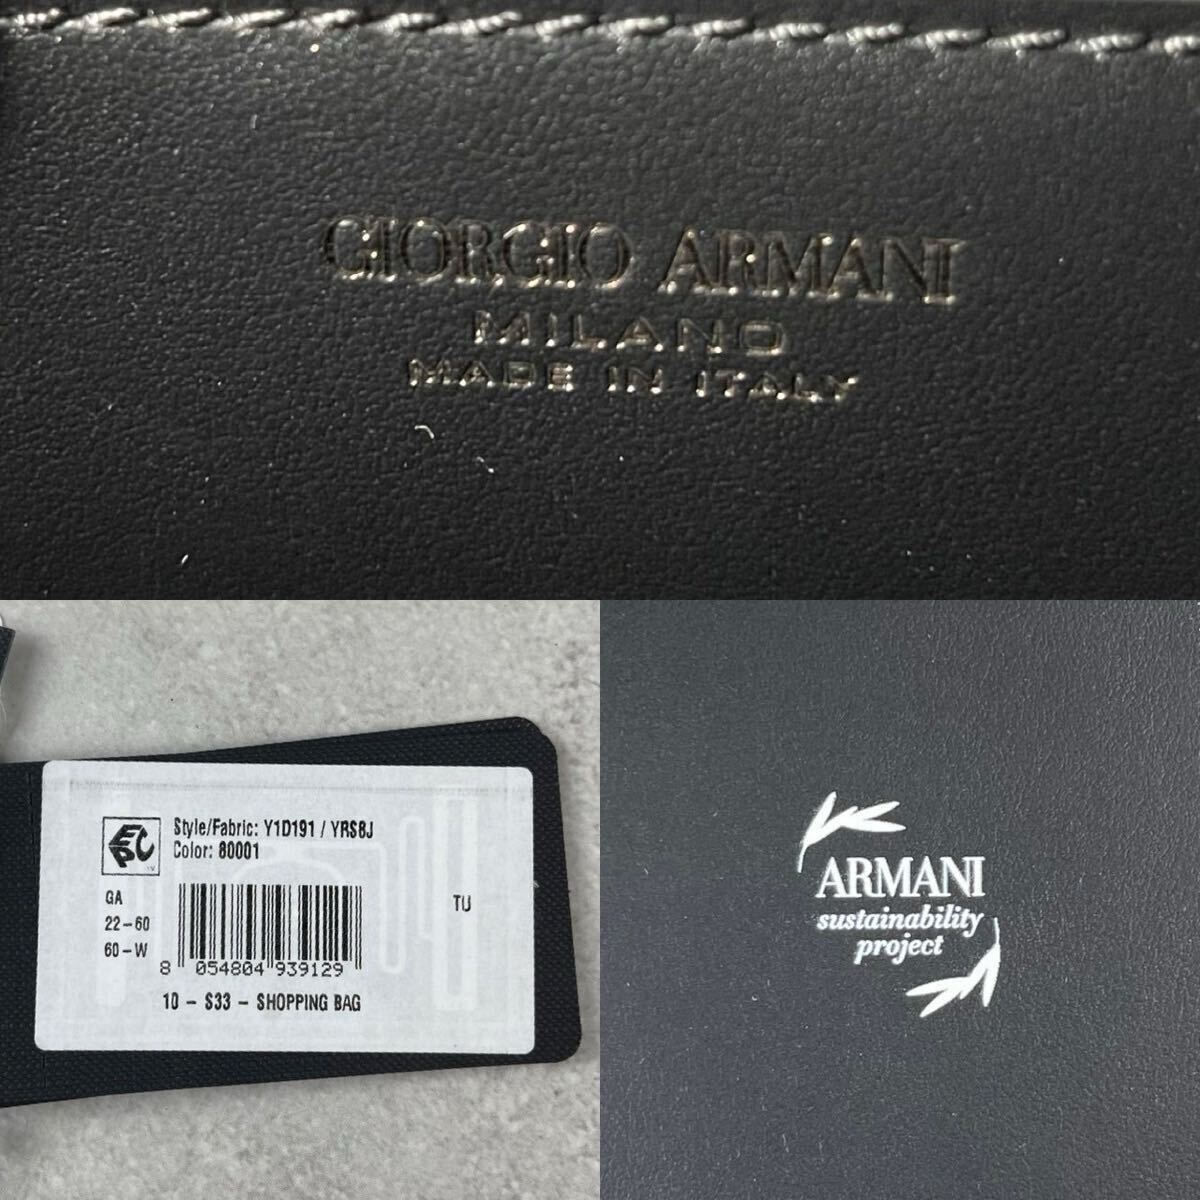 GIORGIO ARMANI
MILANO
MADE IN ITALY
EPC
Style/Fabric: Y1D191 / YRS8J
Color: 80001
GA
22-60
60-W
TU
8 054804 939129
10 - S33 - SHOPPING BAG
ARMANI
sustainability
project